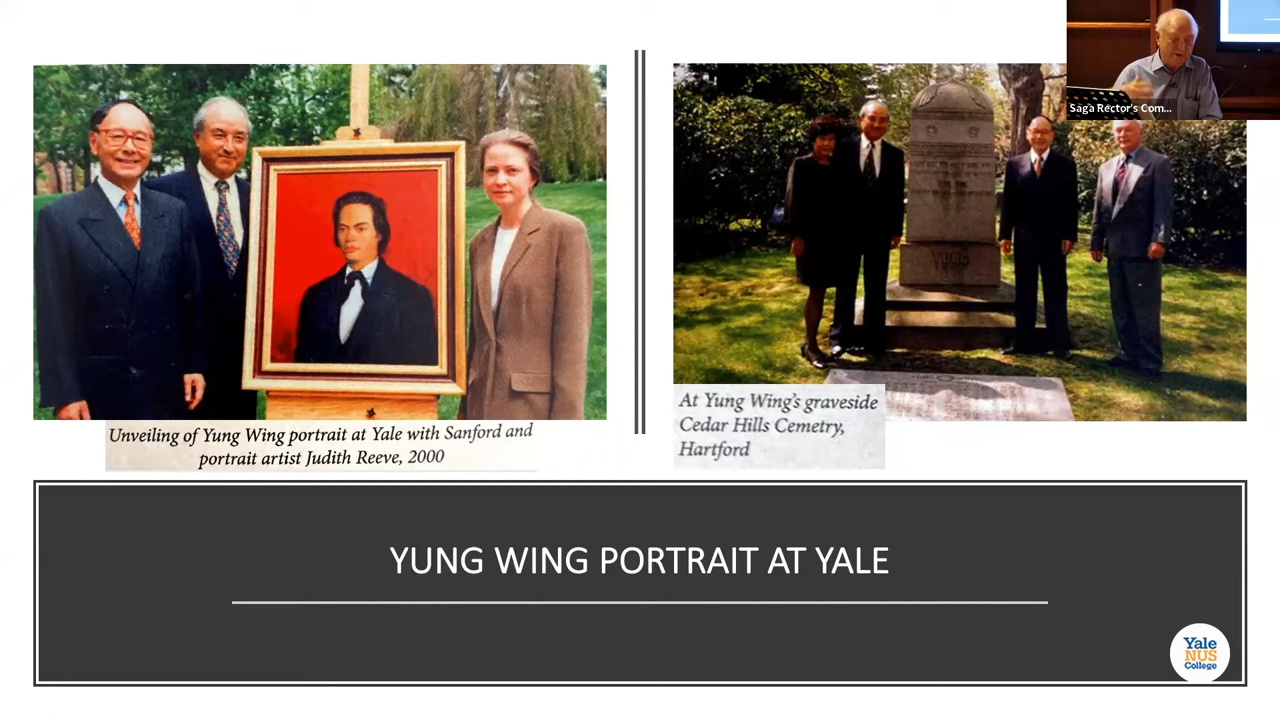 Saga Rector's Com...
YUNG
Unveiling of Yung Wing portrait at Yale with Sanford and
portrait artist Judith Reeve, 2000
At Yung Wing's graveside
Cedar Hills Cemetry,
Hartford
YUNG WING PORTRAIT AT YALE
Yale
NUS
College